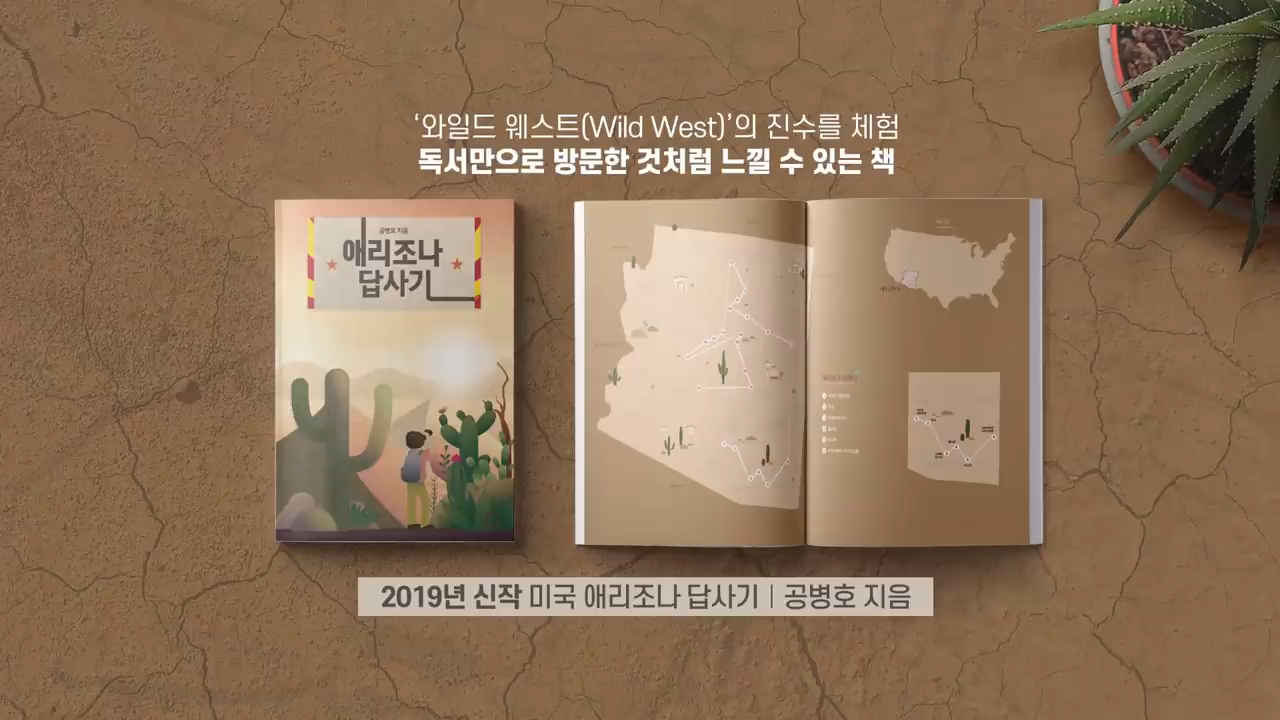 ‘와일드 웨스트(Wild West)’의 진수를 체험
독서만으로 방문한 것처럼 느낄 수 있는 책
공병호 지음
애리조나
답사기
2019년 신작 미국 애리조나 답사기 | 공병호 지음